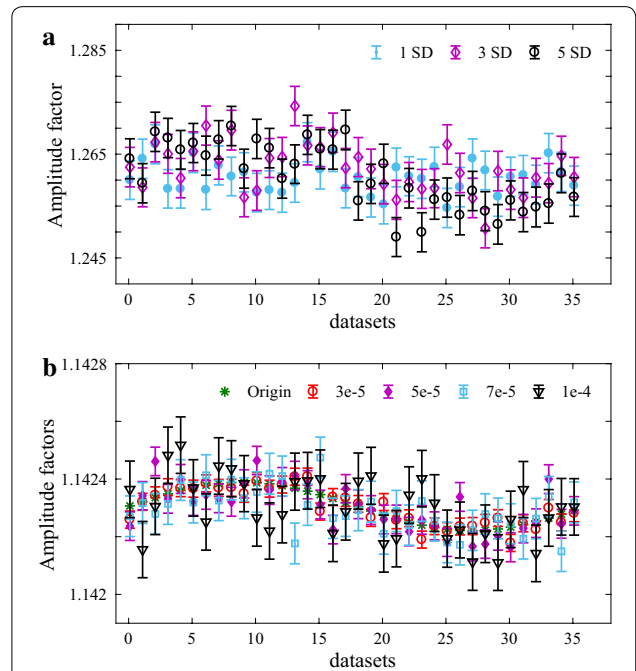 a
1 SD 3 SD 5 SD
1.285
1.265
1.245
Amplitude factor
0 5 10 15 20 25 30 35
datasets
b
Origin 3e-5 5e-5 7e-5 1e-4
1.1428
1.1424
1.142
Amplitude factors
0 5 10 15 20 25 30 35
datasets